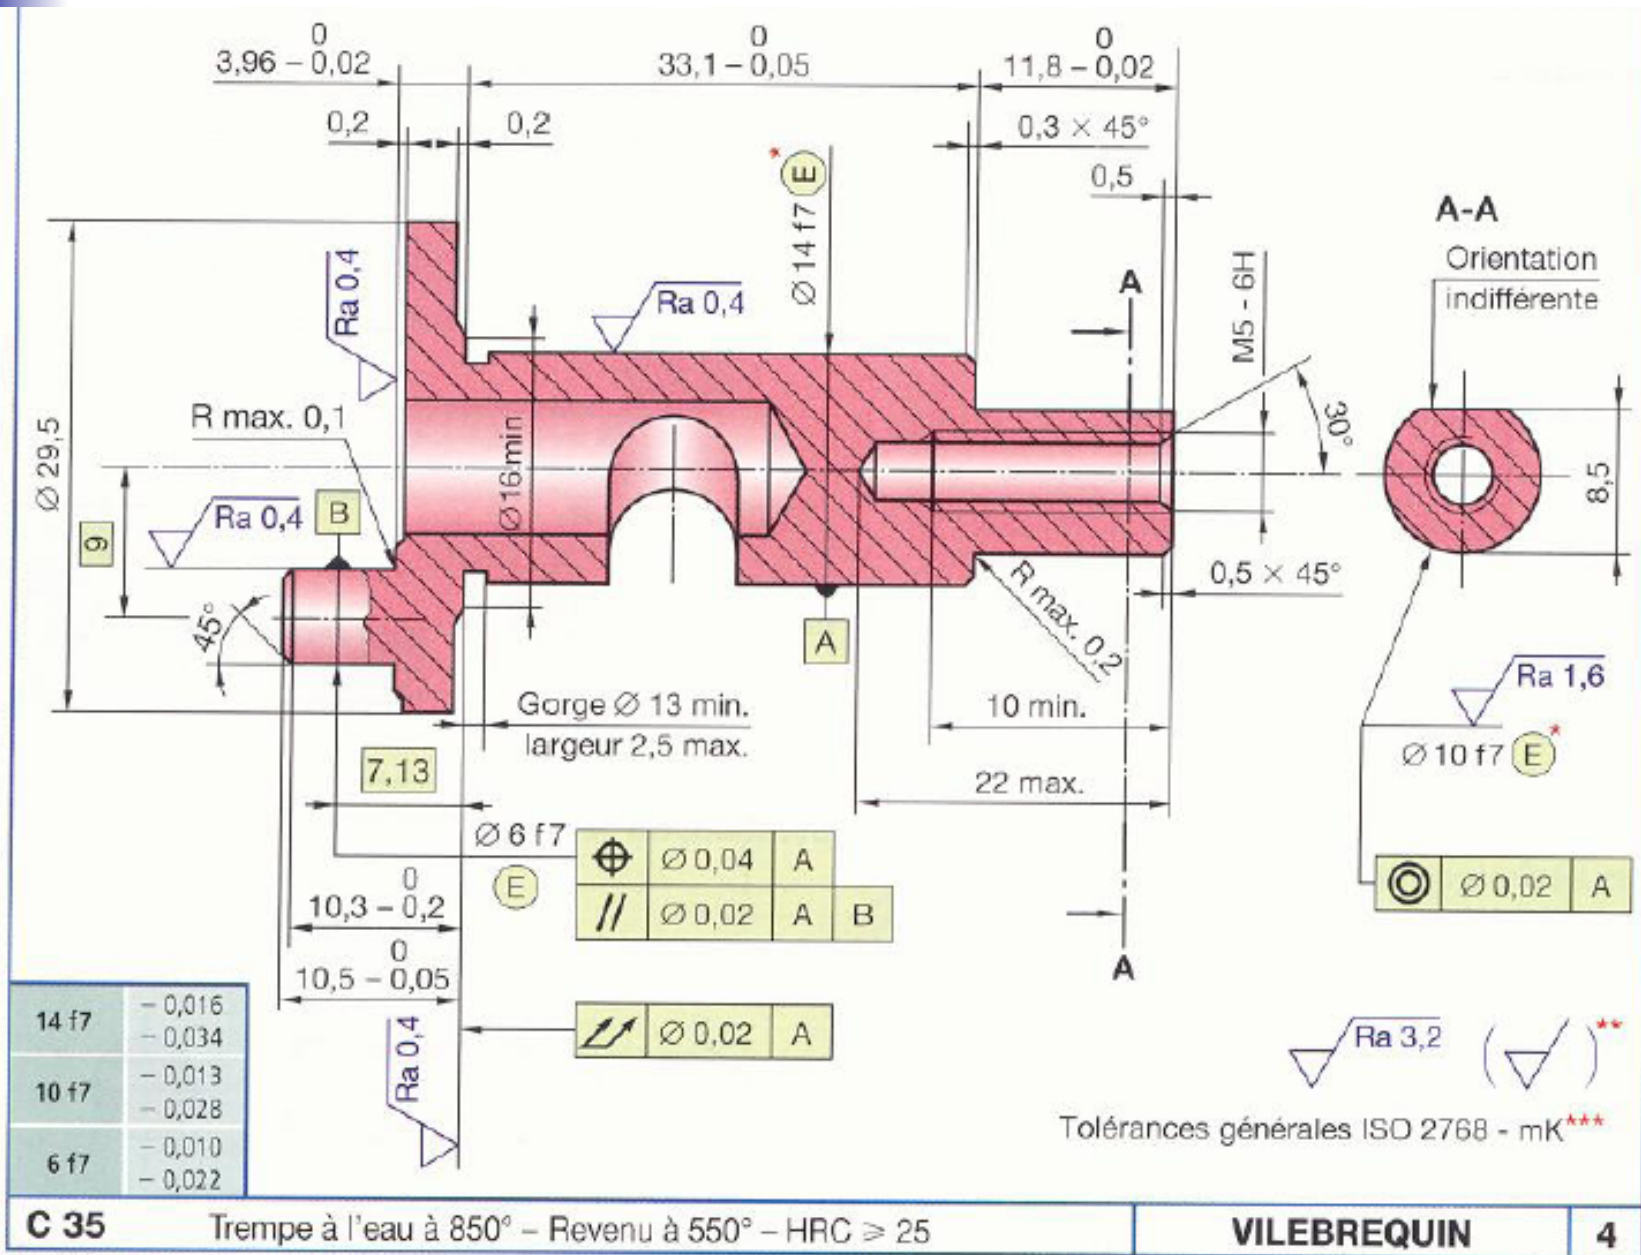 0
3,96 – 0,02
0
33,1 – 0,05
0
11,8 – 0,02
0,2
0,2
0,3 × 45°
0,5
* E
Ø 14 f7
A-A
Orientation
indifférente
Ra 0,4
Ra 0,4
A
M5 - 6H
30°
R max. 0,1
Ø 29,5
Ø 16 min
8,5
Ra 0,4
B
9
45°
A
R max. 0,2
0,5 × 45°
Gorge Ø 13 min.
largeur 2,5 max.
10 min.
22 max.
Ra 1,6
Ø 10 f7 E *
7,13
Ø 6 f7
E
Ø 0,04 A
// Ø 0,02 A B
Ø 0,02 A
0
10,3 – 0,2
0
10,5 – 0,05
A
Ra 0,4
Ø 0,02 A
14 f7 – 0,016
– 0,034
10 f7 – 0,013
– 0,028
6 f7 – 0,010
– 0,022
Ra 3,2 ( ) **
Tolérances générales ISO 2768 - mK***
C 35 Trempe à l'eau à 850° – Revenu à 550° – HRC ⩾ 25 VILEBREQUIN 4